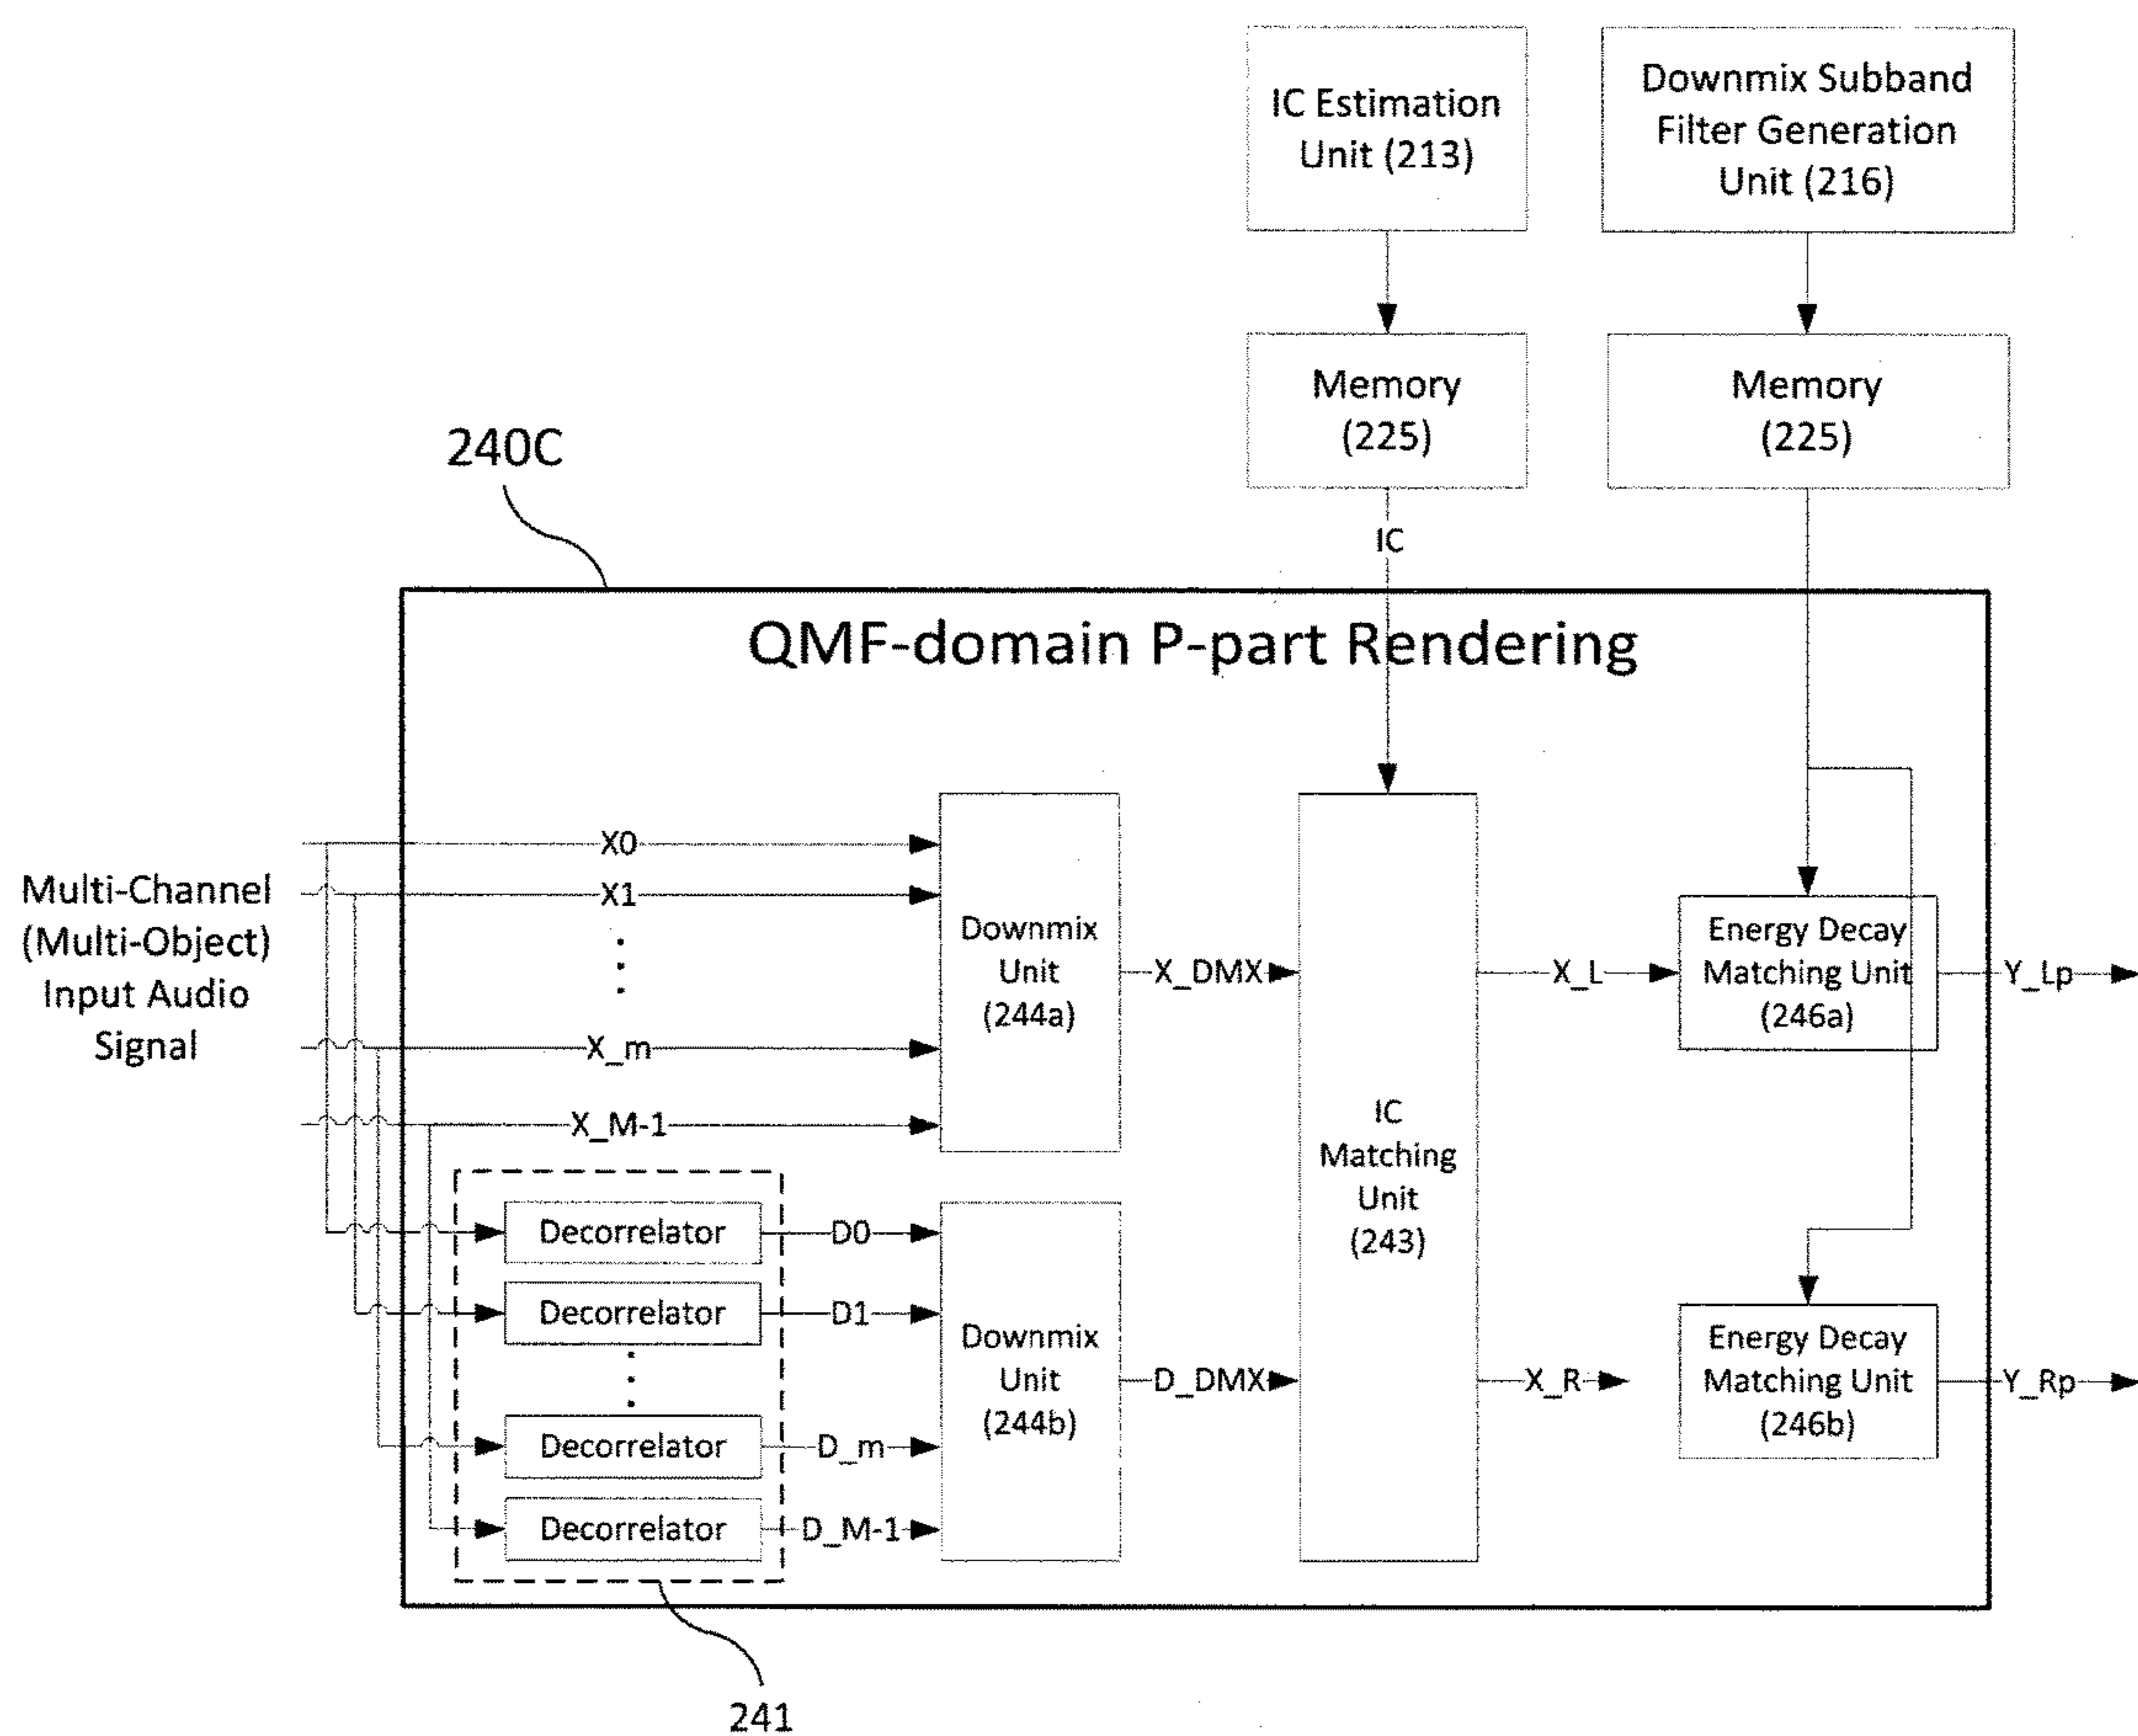 IC Estimation
Unit (213)
Downmix Subband
Filter Generation
Unit (216)
Memory
(225)
Memory
(225)
240C
IC
QMF-domain P-part Rendering
Multi-Channel
(Multi-Object)
Input Audio
Signal
X0
X1
X_m
X_M-1
Downmix
Unit
(244a)
X_DMX
IC
Matching
Unit
(243)
X_L
Energy Decay
Matching Unit
(246a)
Y_Lp
Decorrelator
D0
Decorrelator
D1
Decorrelator
D_m
Decorrelator
D_M-1
Downmix
Unit
(244b)
D_DMX
X_R
Energy Decay
Matching Unit
(246b)
Y_Rp
241